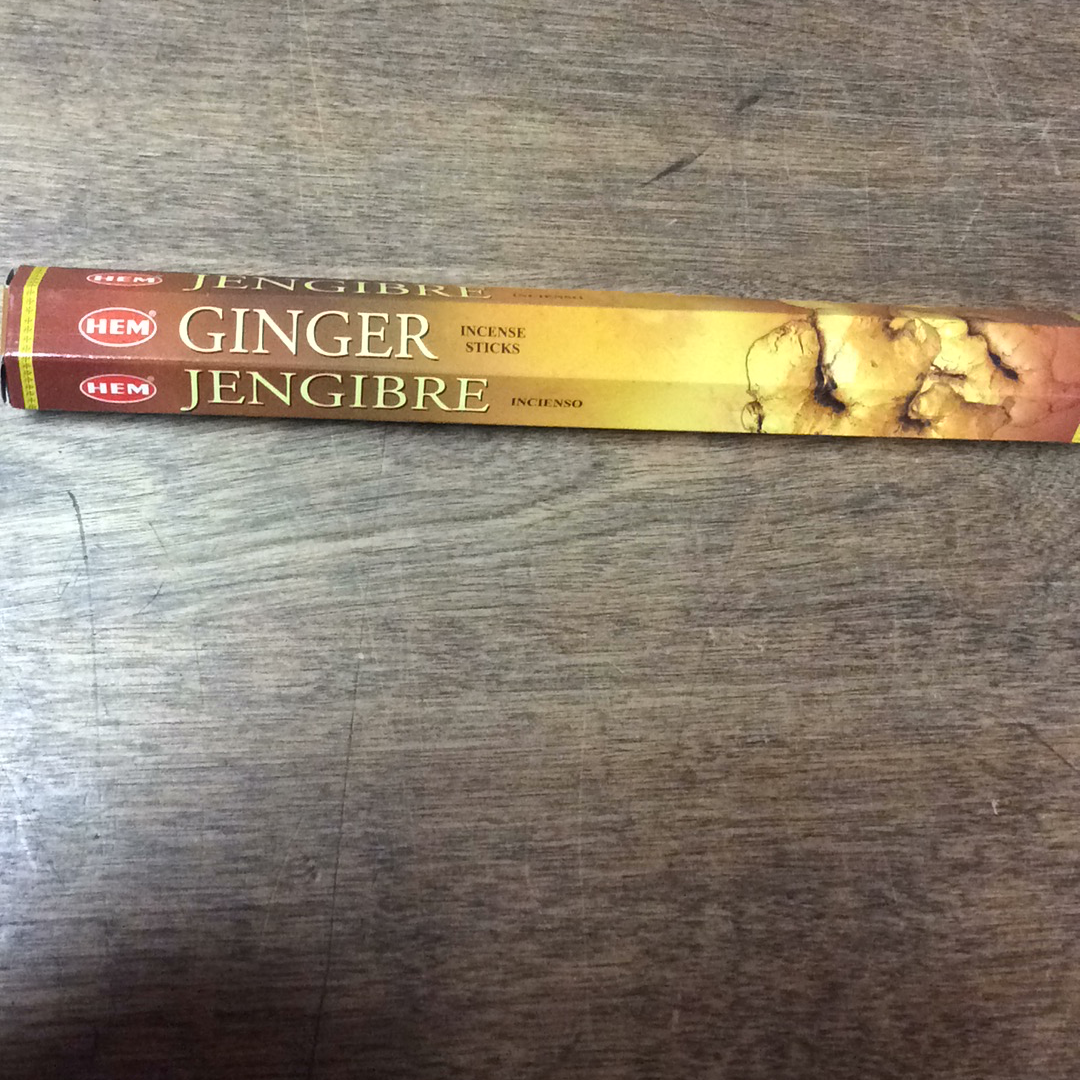 HEM JENGIBRE INCIENSO
HEM® GINGER INCENSE STICKS
HEM® JENGIBRE INCIENSO